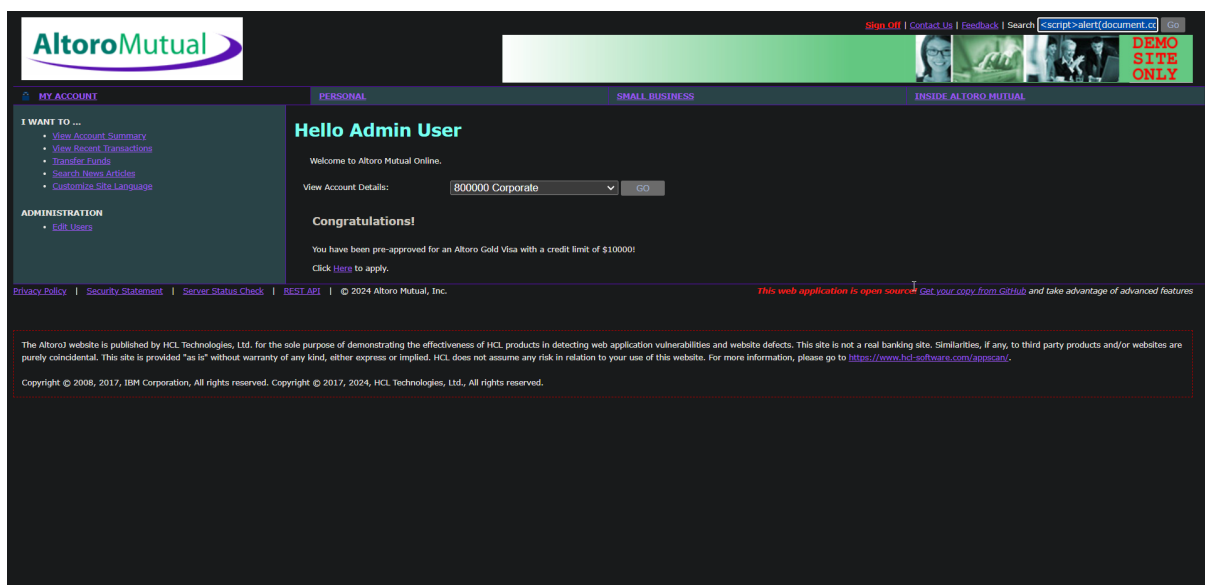 AltoroMutual
Sign Off | Contact Us | Feedback | Search <script>alert(document.cc Go
DEMO
SITE
ONLY
MY ACCOUNT PERSONAL SMALL BUSINESS INSIDE ALTORO MUTUAL
I WANT TO ...
• View Account Summary
• View Recent Transactions
• Transfer Funds
• Search News Articles
• Customize Site Language
ADMINISTRATION
• Edit Users
Hello Admin User
Welcome to Altoro Mutual Online.
View Account Details: 800000 Corporate GO
Congratulations!
You have been pre-approved for an Altoro Gold Visa with a credit limit of $10000!
Click Here to apply.
Privacy Policy | Security Statement | Server Status Check | REST API | © 2024 Altoro Mutual, Inc.
This web application is open source! Get your copy from GitHub and take advantage of advanced features
The AltoroJ website is published by HCL Technologies, Ltd. for the sole purpose of demonstrating the effectiveness of HCL products in detecting web application vulnerabilities and website defects. This site is not a real banking site. Similarities, if any, to third party products and/or websites are
purely coincidental. This site is provided "as is" without warranty of any kind, either express or implied. HCL does not assume any risk in relation to your use of this website. For more information, please go to https://www.hcl-software.com/appscan/.
Copyright © 2008, 2017, IBM Corporation, All rights reserved. Copyright © 2017, 2024, HCL Technologies, Ltd., All rights reserved.